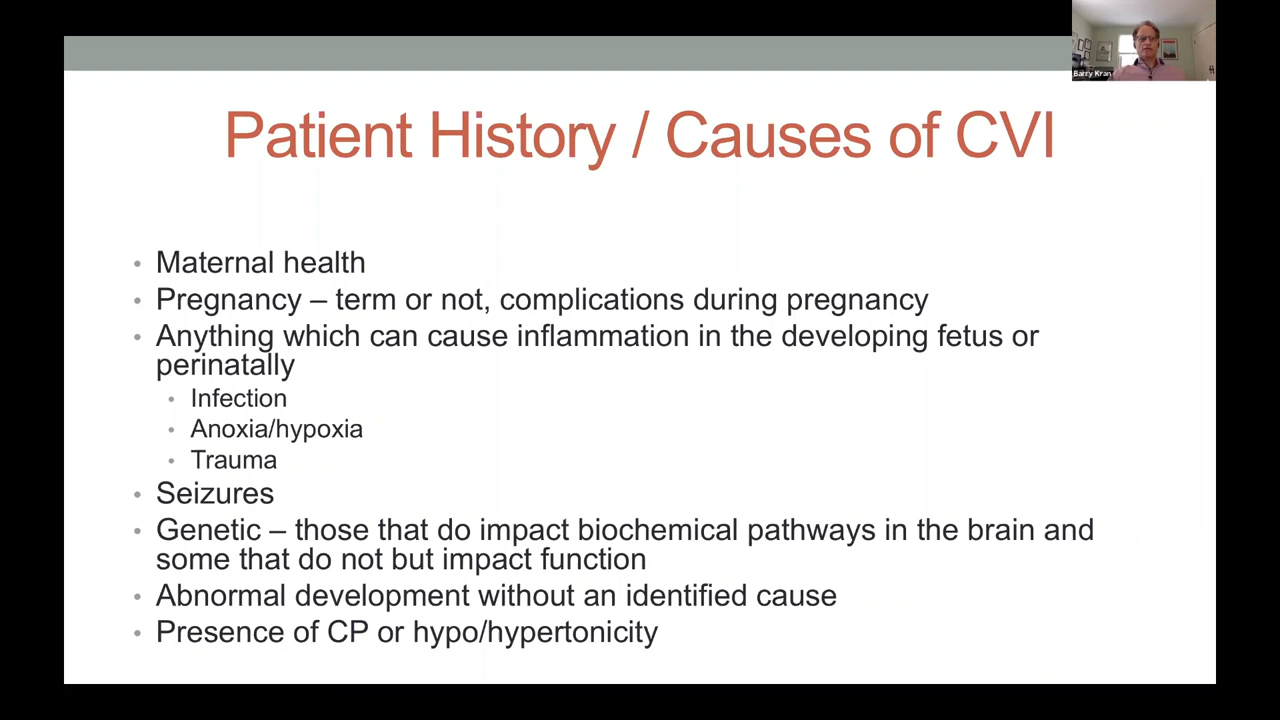 Barry Kran
Patient History / Causes of CVI
• Maternal health
• Pregnancy – term or not, complications during pregnancy
• Anything which can cause inflammation in the developing fetus or
perinatally
• Infection
• Anoxia/hypoxia
• Trauma
• Seizures
• Genetic – those that do impact biochemical pathways in the brain and
some that do not but impact function
• Abnormal development without an identified cause
• Presence of CP or hypo/hypertonicity